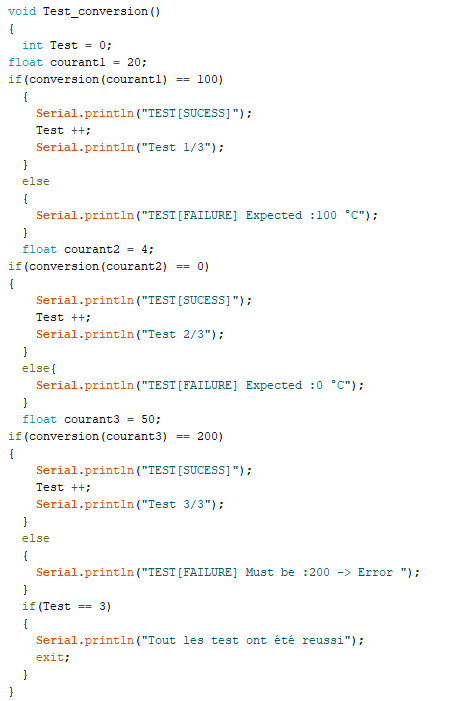 void Test_conversion()
{
  int Test = 0;
float courant1 = 20;
if(conversion(courant1) == 100)
  {
    Serial.println("TEST[SUCESS]");
    Test ++;
    Serial.println("Test 1/3");
  }
  else
  {
    Serial.println("TEST[FAILURE] Expected :100 °C");
  }
  float courant2 = 4;
if(conversion(courant2) == 0)
{
    Serial.println("TEST[SUCESS]");
    Test ++;
    Serial.println("Test 2/3");
  }
  else{
    Serial.println("TEST[FAILURE] Expected :0 °C");
  }
  float courant3 = 50;
if(conversion(courant3) == 200)
{
    Serial.println("TEST[SUCESS]");
    Test ++;
    Serial.println("Test 3/3");
  }
  else
  {
    Serial.println("TEST[FAILURE] Must be :200 -> Error ");
  }
  if(Test == 3)
  {
    Serial.println("Tout les test ont été reussi");
    exit;
  }
}